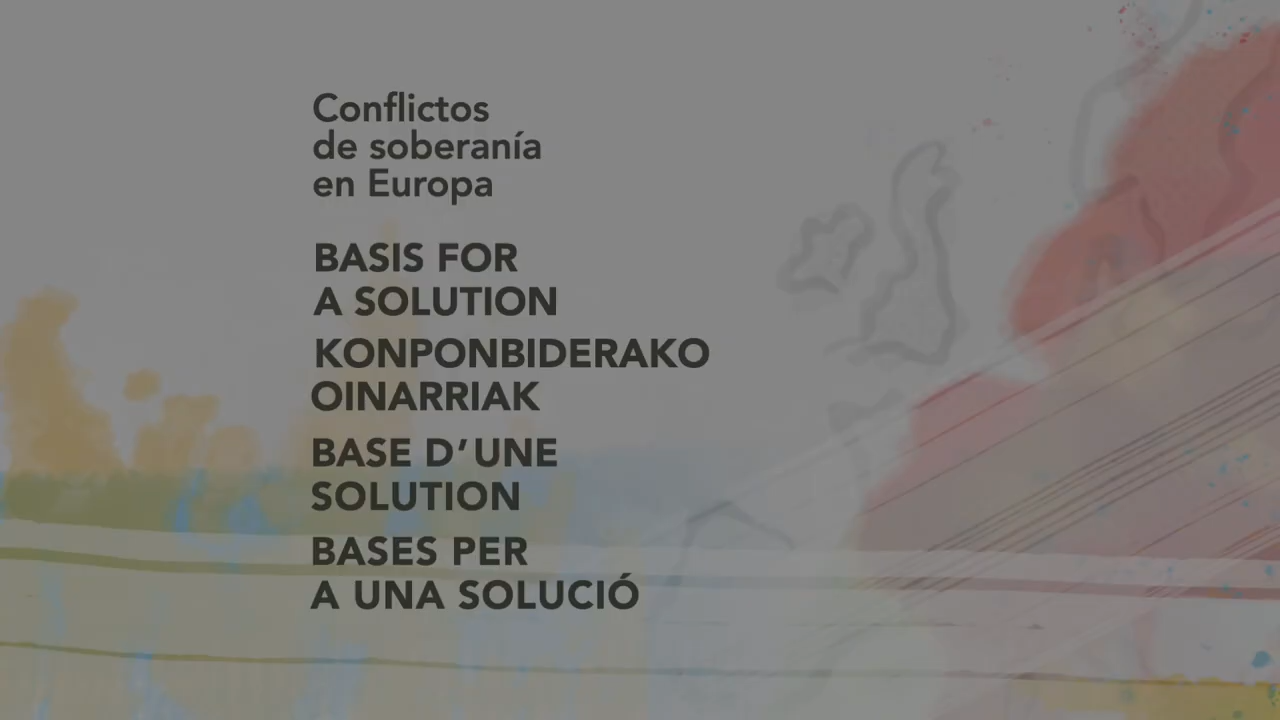 Conflictos
de soberanía
en Europa
BASIS FOR
A SOLUTION
KONPONBIDERAKO
OINARRIAK
BASE D’UNE
SOLUTION
BASES PER
A UNA SOLUCIÓ